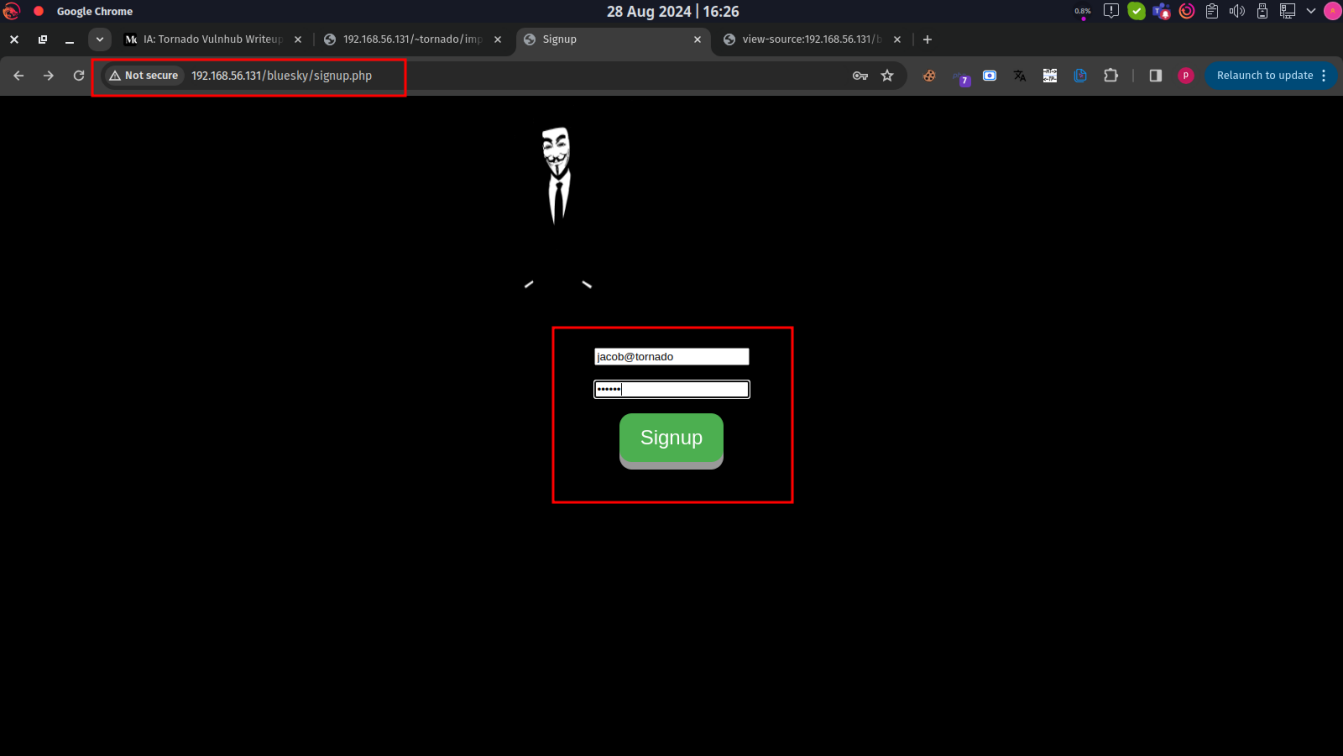 Google Chrome
28 Aug 2024 | 16:26
0.8%
IA: Tornado Vulnhub Writeup
192.168.56.131/~tornado/imp
Signup
view-source:192.168.56.131/b
Not secure
192.168.56.131/bluesky/signup.php
7
P
Relaunch to update
jacob@tornado
••••••
Signup